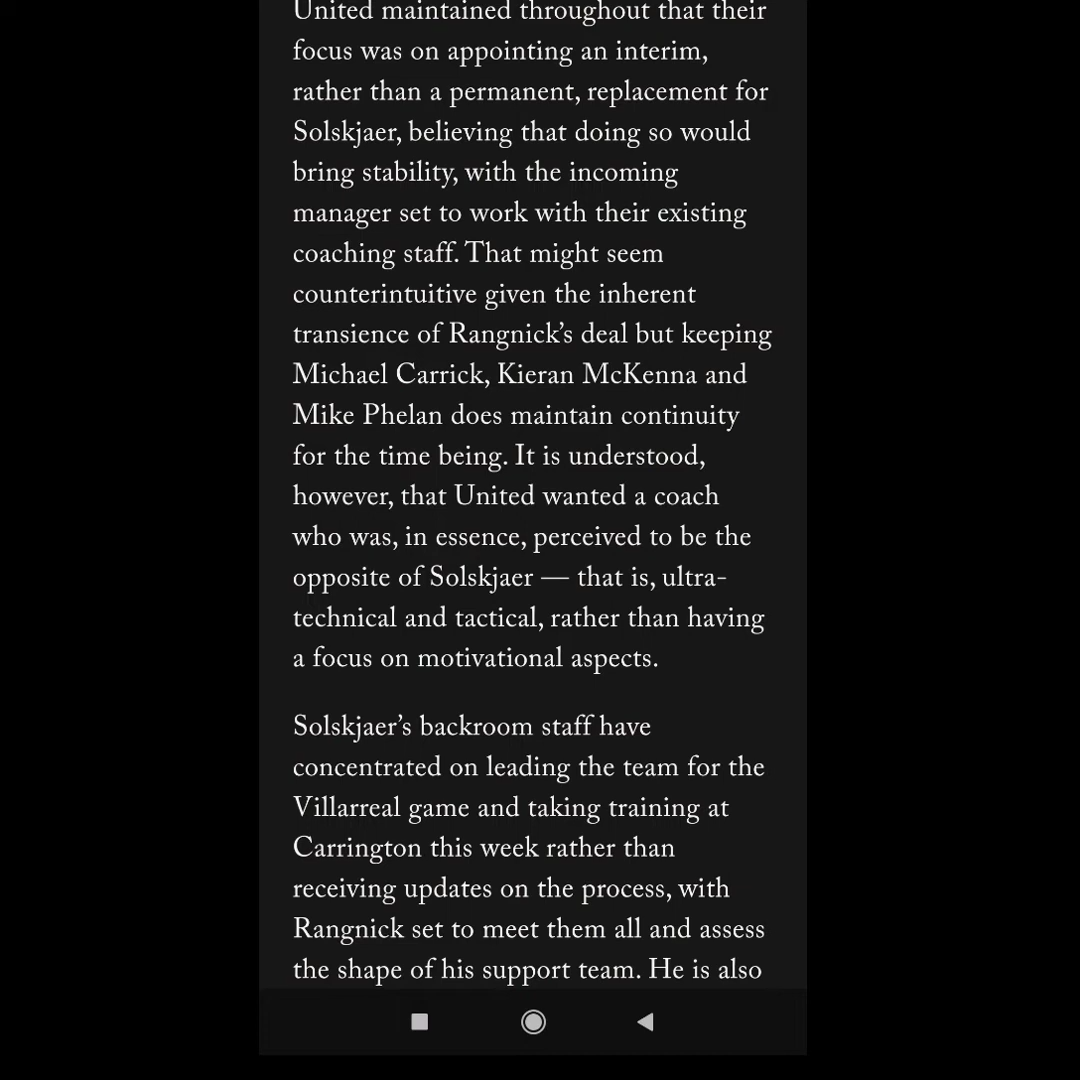 United maintained throughout that their
focus was on appointing an interim,
rather than a permanent, replacement for
Solskjaer, believing that doing so would
bring stability, with the incoming
manager set to work with their existing
coaching staff. That might seem
counterintuitive given the inherent
transience of Rangnick’s deal but keeping
Michael Carrick, Kieran McKenna and
Mike Phelan does maintain continuity
for the time being. It is understood,
however, that United wanted a coach
who was, in essence, perceived to be the
opposite of Solskjaer — that is, ultra-
technical and tactical, rather than having
a focus on motivational aspects.
Solskjaer’s backroom staff have
concentrated on leading the team for the
Villarreal game and taking training at
Carrington this week rather than
receiving updates on the process, with
Rangnick set to meet them all and assess
the shape of his support team. He is also